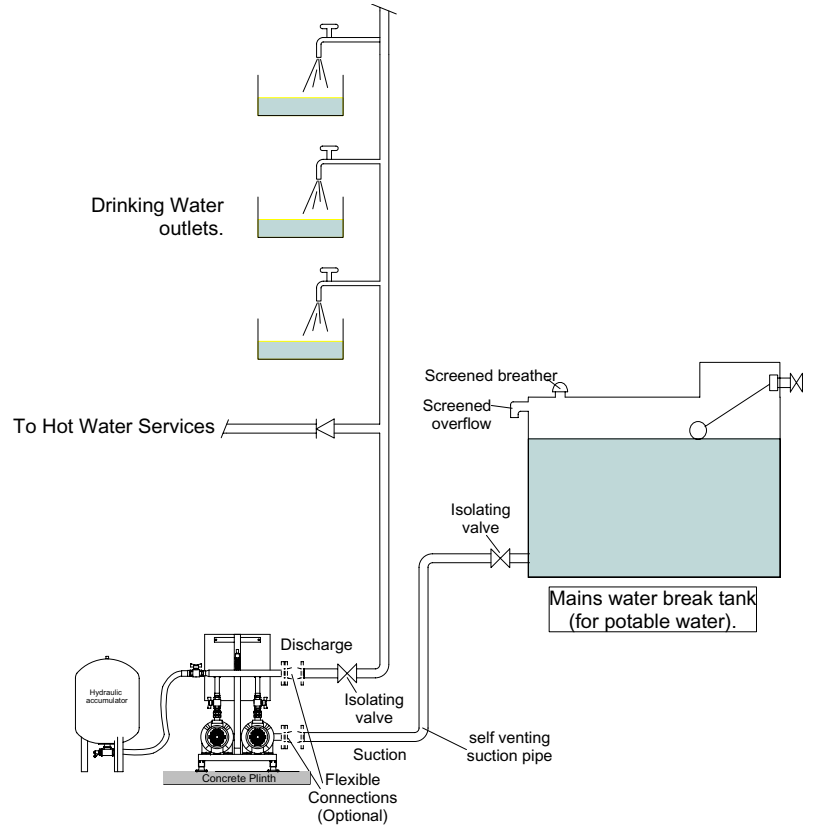 Drinking Water
outlets.
Screened breather
Screened
overflow
To Hot Water Services
Isolating
valve
Mains water break tank
(for potable water).
Discharge
Hydraulic
accumulator
Isolating
valve
self venting
suction pipe
Suction
Concrete Plinth
Flexible
Connections
(Optional)